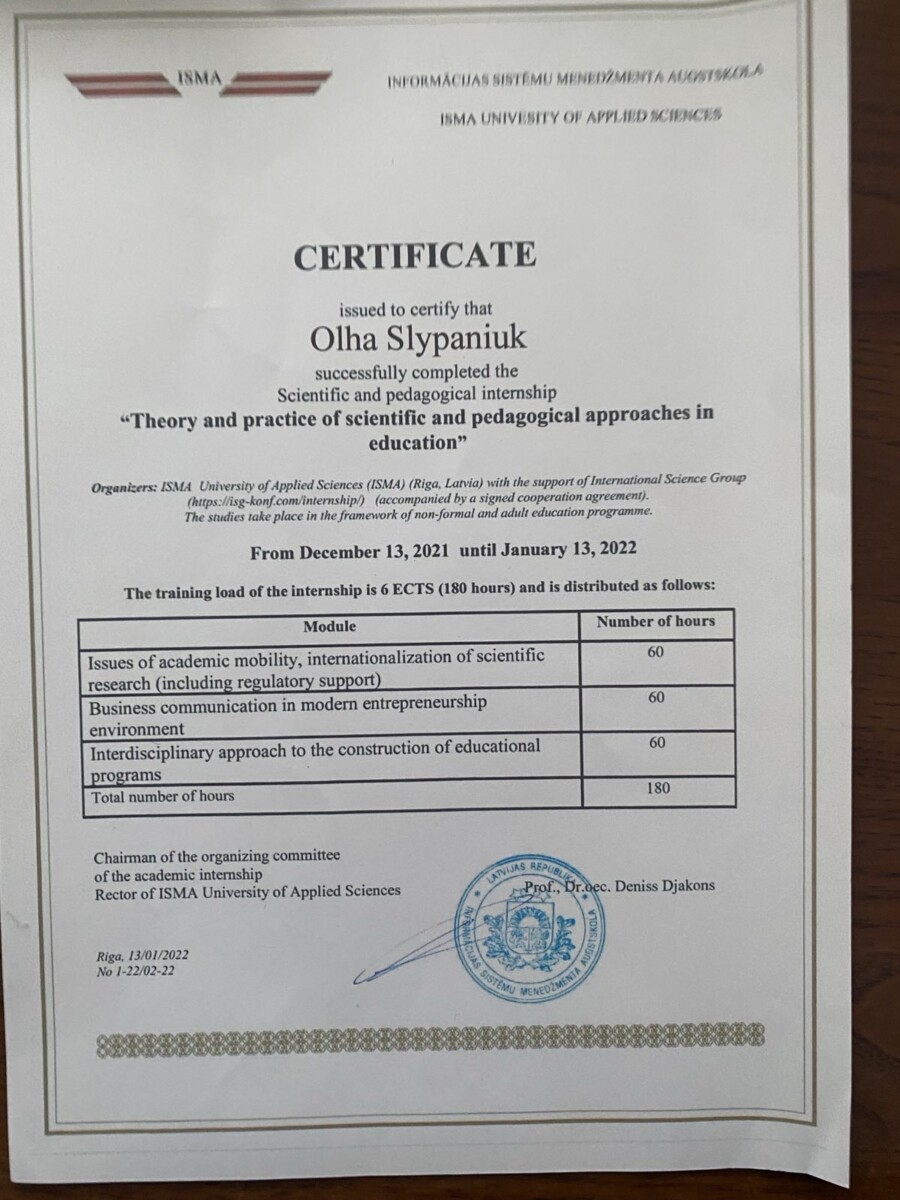 ISMA
INFORMĀCIJAS SISTĒMU MENEDŽMENTA AUGSTSKOLA
ISMA UNIVESITY OF APPLIED SCIENCES
CERTIFICATE
issued to certify that
Olha Slypaniuk
successfully completed the
Scientific and pedagogical internship
“Theory and practice of scientific and pedagogical approaches in
education”
Organizers: ISMA University of Applied Sciences (ISMA) (Riga, Latvia) with the support of International Science Group
(https://isg-konf.com/internship/) (accompanied by a signed cooperation agreement).
The studies take place in the framework of non-formal and adult education programme.
From December 13, 2021 until January 13, 2022
The training load of the internship is 6 ECTS (180 hours) and is distributed as follows:
Module Number of hours
Issues of academic mobility, internationalization of scientific 60
research (including regulatory support)
Business communication in modern entrepreneurship 60
environment
Interdisciplinary approach to the construction of educational 60
programs
Total number of hours 180
Chairman of the organizing committee
of the academic internship
Rector of ISMA University of Applied Sciences
Prof., Dr.oec. Deniss Djakons
LATVIJAS REPUBLIKA
INFORMĀCIJAS SISTĒMU MENEDŽMENTA AUGSTSKOLA
Riga, 13/01/2022
No 1-22/02-22